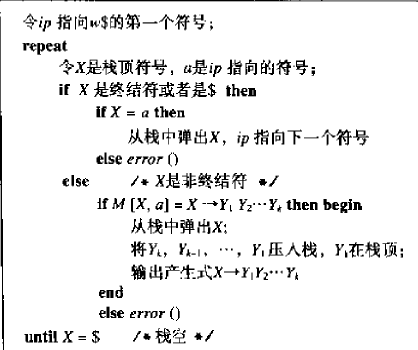 令ip 指向w$的第一个符号;
repeat
令X是栈顶符号，a是ip 指向的符号;
if X 是终结符或者是$ then
if X = a then
从栈中弹出X，ip 指向下一个符号
else error ()
else /* X是非终结符 */
if M [X, a] = X →Y₁ Y₂⋯Yₖ then begin
从栈中弹出X;
将Yₖ，Yₖ₋₁，⋯，Y₁压入栈，Y₁在栈顶;
输出产生式X→Y₁Y₂⋯Yₖ
end
else error ()
until X = $ /* 栈空 */